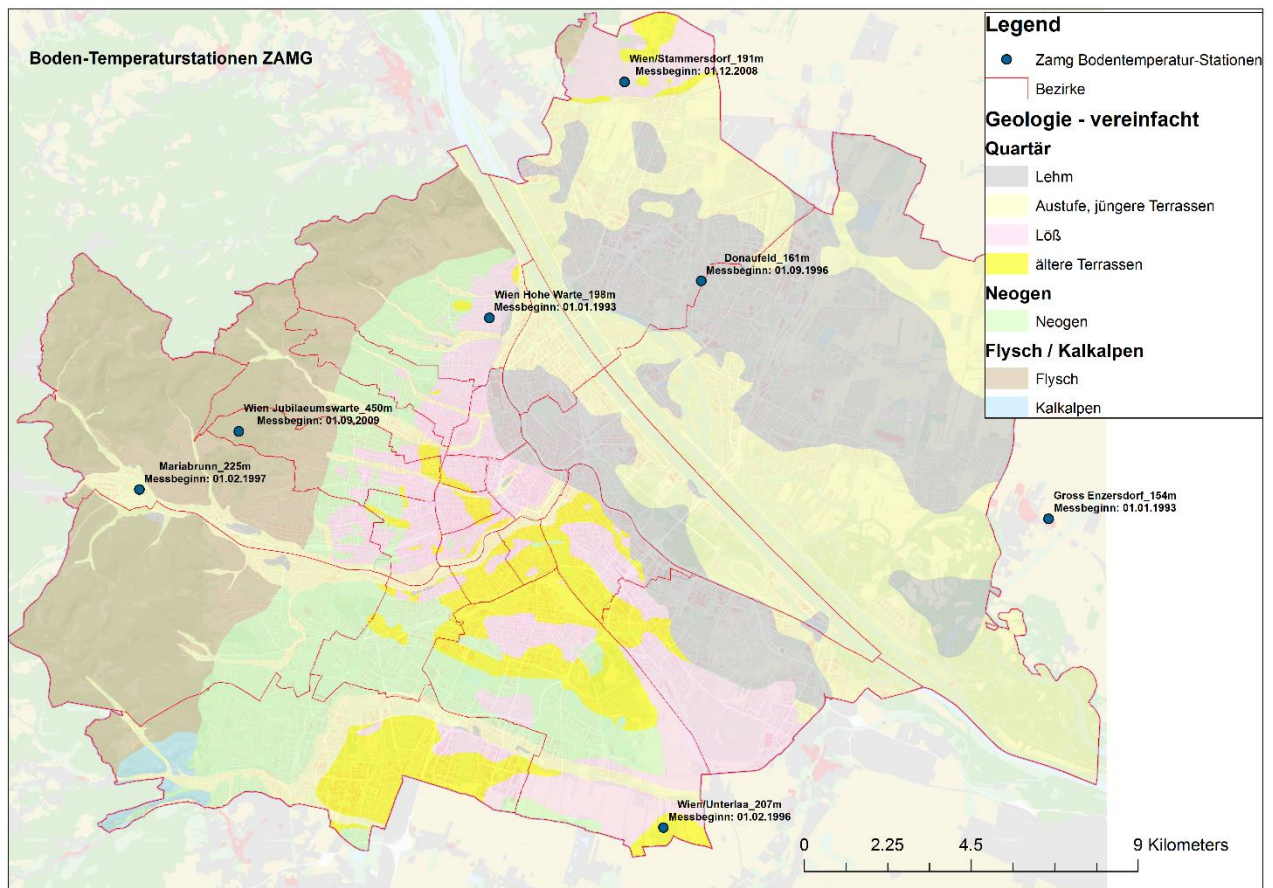 Boden-Temperaturstationen ZAMG
Wien/Stammersdorf_191m
Messbeginn: 01.12.2008
Donaufeld_161m
Messbeginn: 01.09.1996
Wien Hohe Warte_198m
Messbeginn: 01.01.1993
Wien Jubilaeumswarte_450m
Messbeginn: 01.09.2009
Mariabrunn_225m
Messbeginn: 01.02.1997
Gross Enzersdorf_154m
Messbeginn: 01.01.1993
Wien/Unterlaa_207m
Messbeginn: 01.02.1996
Legend
Zamg Bodentemperatur-Stationen
Bezirke
Geologie - vereinfacht
Quartär
Lehm
Austufe, jüngere Terrassen
Löß
ältere Terrassen
Neogen
Neogen
Flysch / Kalkalpen
Flysch
Kalkalpen
0 2.25 4.5 9 Kilometers